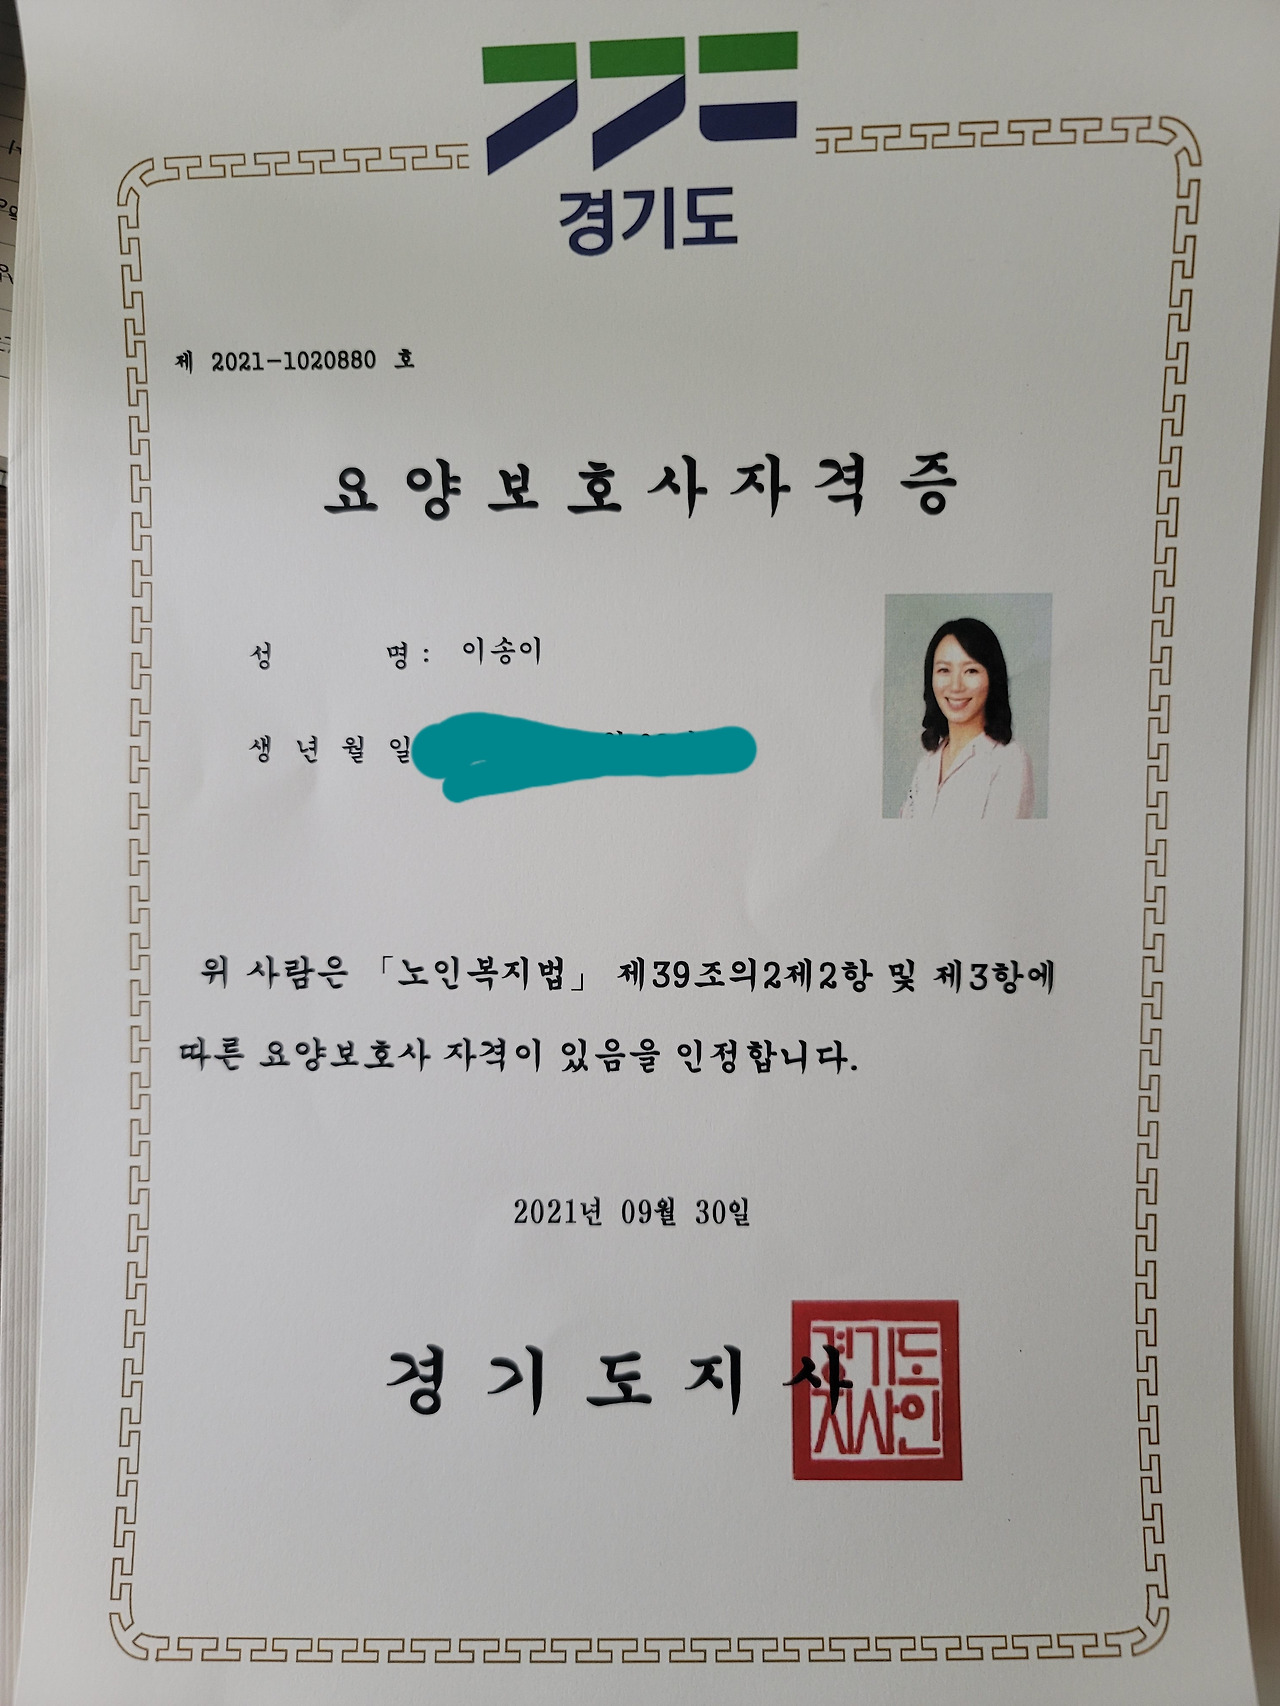 경기도
제 2021-1020880 호
요양보호사자격증
성 명 : 이송이
생 년 월 일
위 사람은 「노인복지법」 제39조의2제2항 및 제3항에
따른 요양보호사 자격이 있음을 인정합니다.
2021년 09월 30일
경 기 도 지 사
경기도
지사인